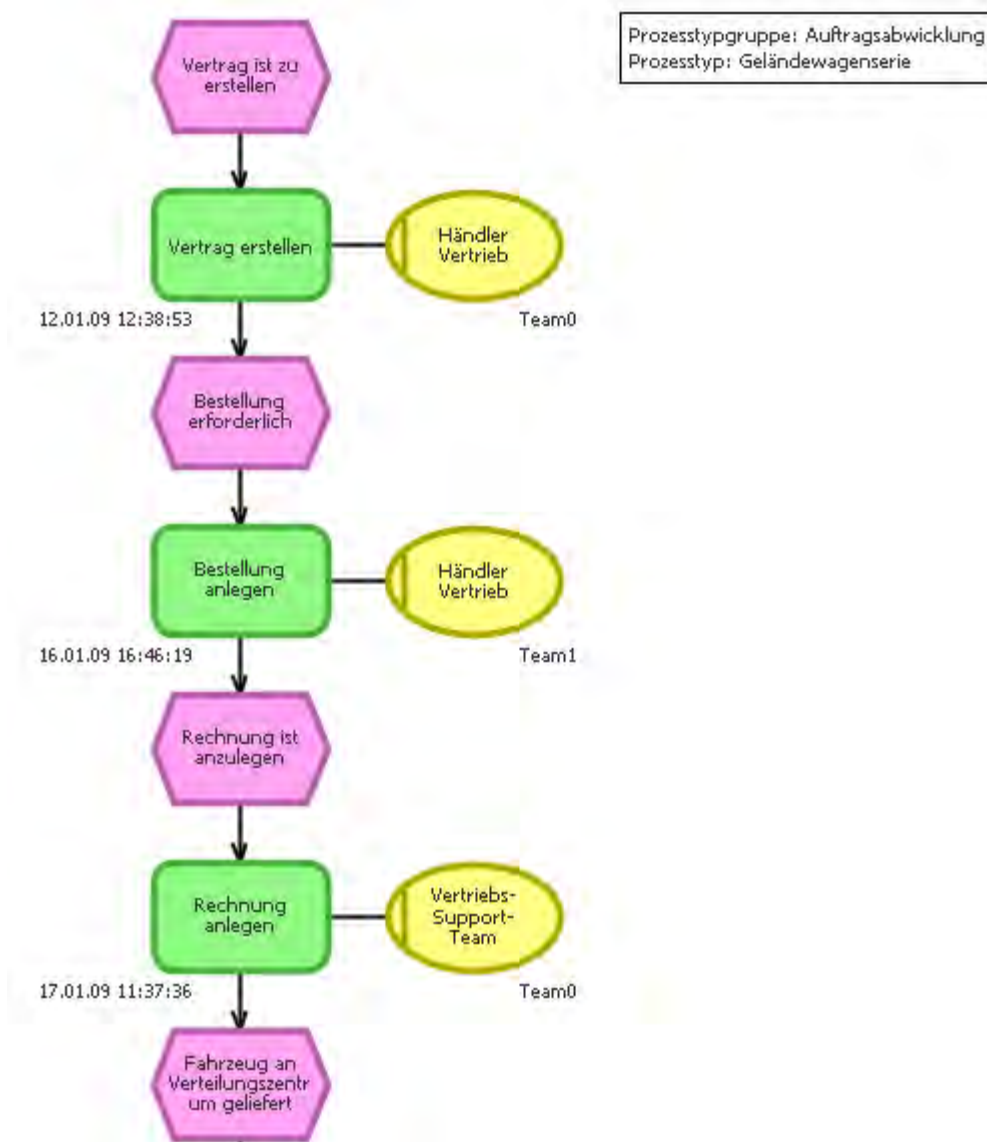 Prozesstypgruppe: Auftragsabwicklung
Prozesstyp: Geländewagenserie
Vertrag ist zu
erstellen
Vertrag erstellen
Händler
Vertrieb
12.01.09 12:38:53
Team0
Bestellung
erforderlich
Bestellung
anlegen
Händler
Vertrieb
16.01.09 16:46:19
Team1
Rechnung ist
anzulegen
Rechnung
anlegen
Vertriebs-
Support-
Team
17.01.09 11:37:36
Team0
Fahrzeug an
Verteilungszentr
um geliefert